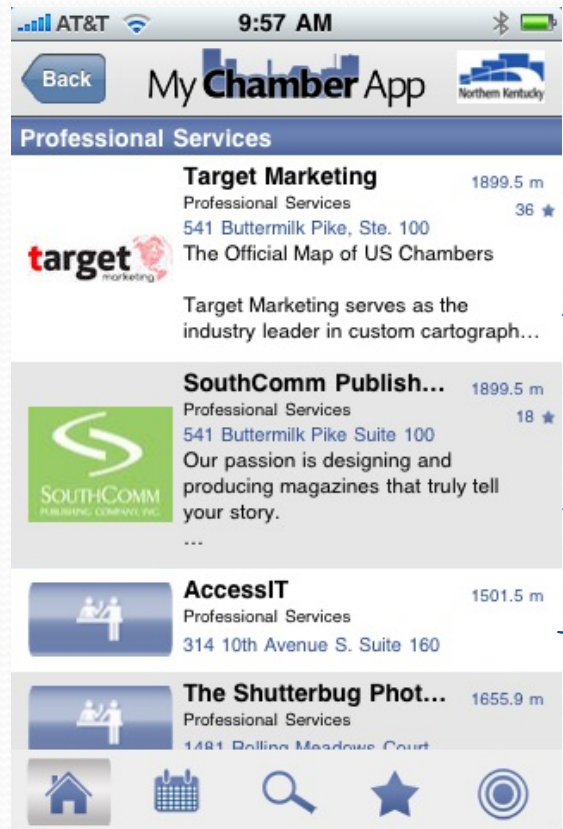 AT&T 9:57 AM
Back My Chamber App Northern Kentucky
Professional Services
Target Marketing 1899.5 m
Professional Services 36 ★
541 Buttermilk Pike, Ste. 100
target marketing
The Official Map of US Chambers
Target Marketing serves as the
industry leader in custom cartograph...
SouthComm Publish... 1899.5 m
Professional Services 18 ★
541 Buttermilk Pike Suite 100
Our passion is designing and
producing magazines that truly tell
your story.
...
SOUTHCOMM
PUBLISHING COMPANY, INC.
AccessIT 1501.5 m
Professional Services
314 10th Avenue S. Suite 160
The Shutterbug Phot... 1655.9 m
Professional Services
1481 Rolling Meadows Court